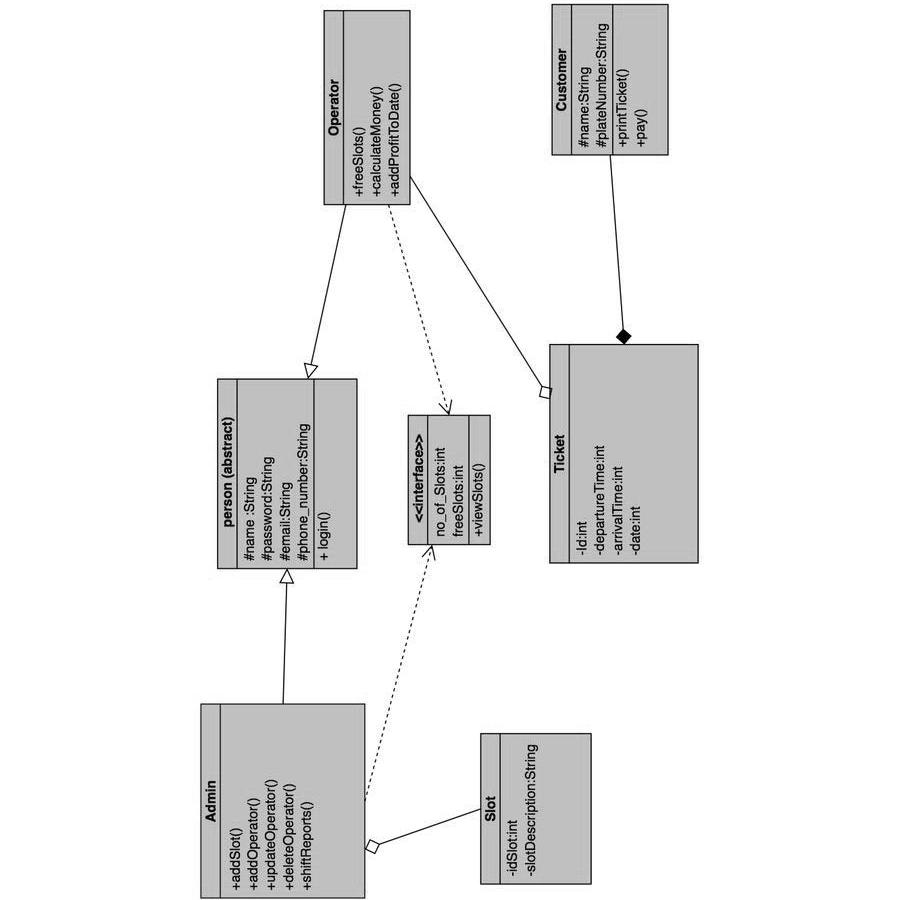 Admin
+addSlot()
+addOperator()
+updateOperator()
+deleteOperator()
+shiftReports()
person (abstract)
#name :String
#password:String
#email:String
#phone_number:String
+ login()
Operator
+freeSlots()
+calculateMoney()
+addProfitToDate()
<<interface>>
no_of_Slots:int
freeSlots:int
+viewSlots()
Slot
-idSlot:int
-slotDescription:String
Ticket
-Id:int
-departureTime:int
-arrivalTime:int
-date:int
Customer
#name:String
#plateNumber:String
+printTicket()
+pay()